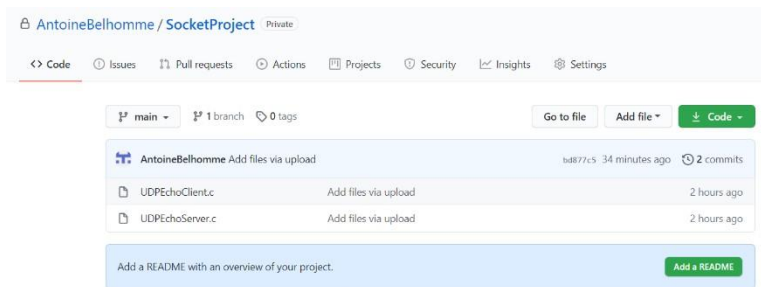 AntoineBelhomme / SocketProject Private
<> Code Issues Pull requests Actions Projects Security Insights Settings
main 1 branch 0 tags Go to file Add file Code
AntoineBelhomme Add files via upload bd877c5 34 minutes ago 2 commits
UDPEchoClient.c Add files via upload 2 hours ago
UDPEchoServer.c Add files via upload 2 hours ago
Add a README with an overview of your project. Add a README